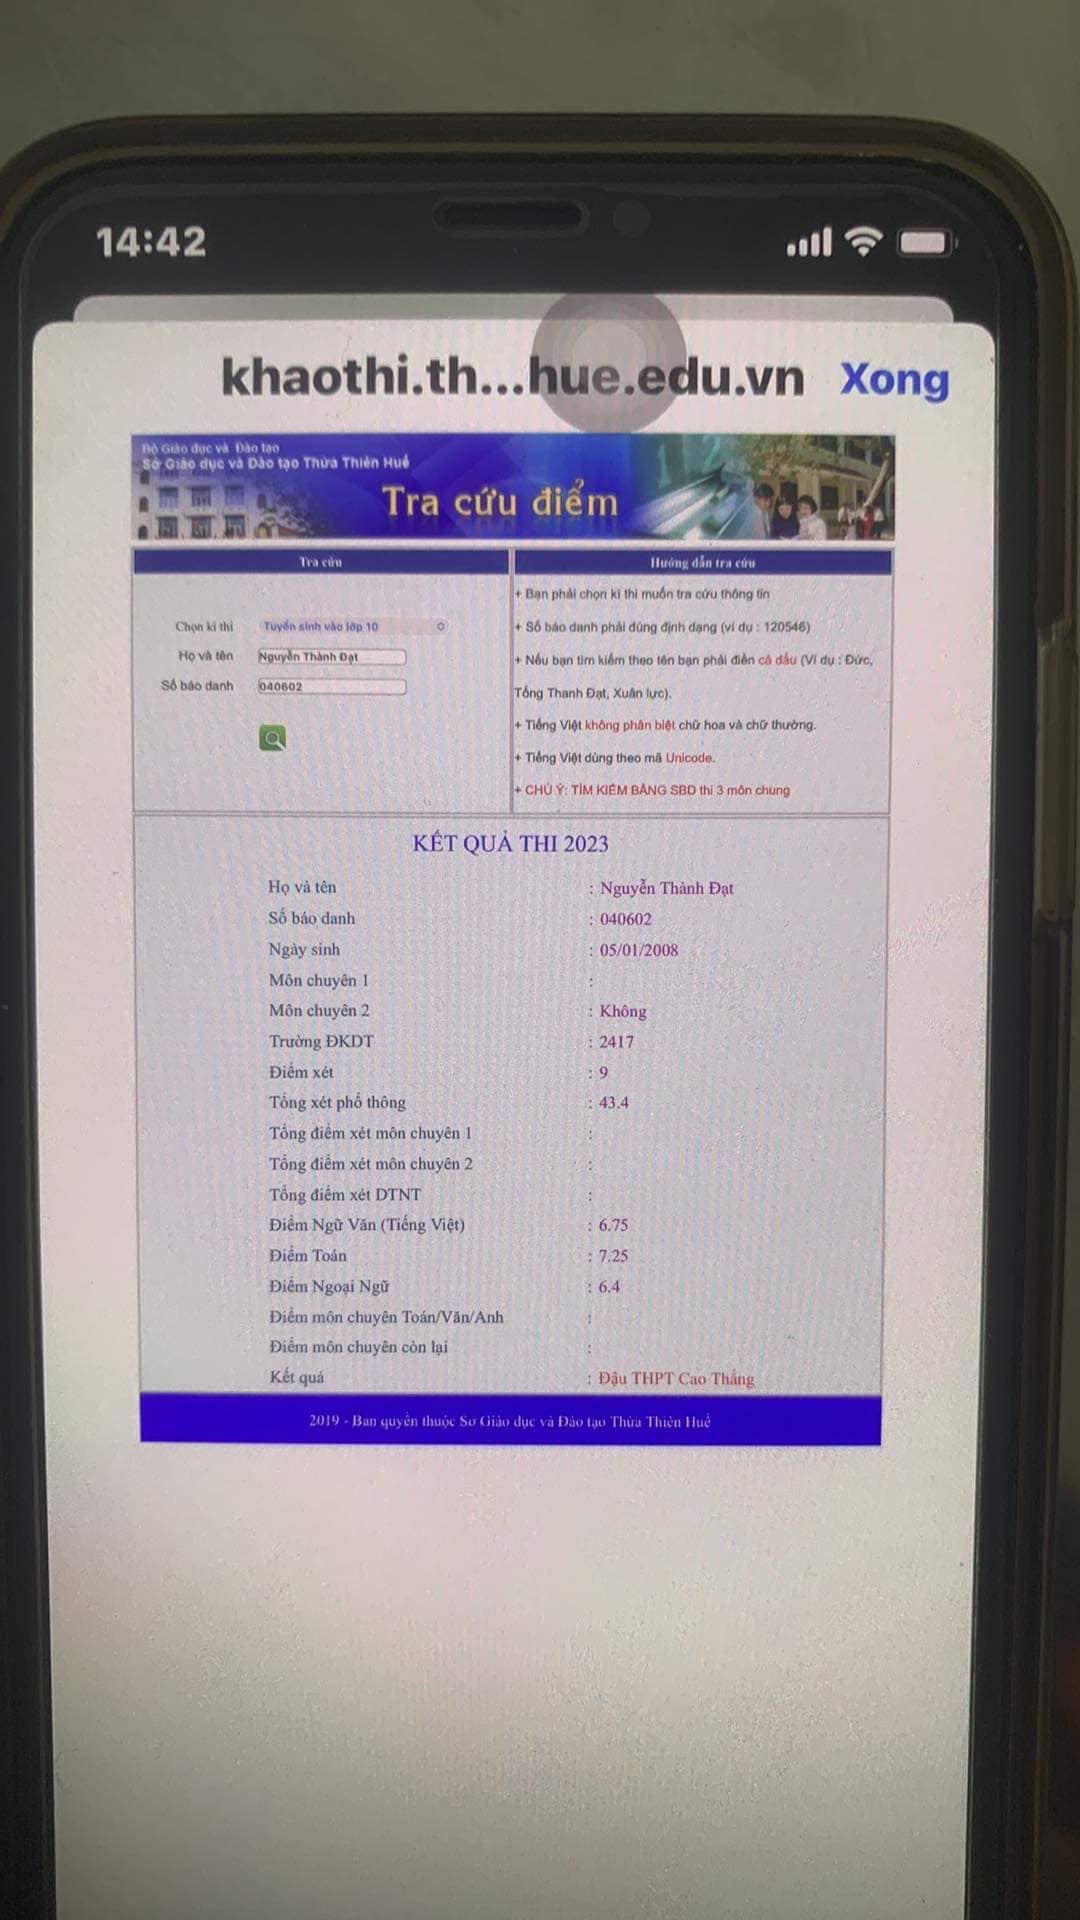 14:42
khaothi.th...hue.edu.vn Xong
Bộ Giáo dục và Đào tạo
Sở Giáo dục và Đào tạo Thừa Thiên Huế
Tra cứu điểm
Tra cứu
Hướng dẫn tra cứu
Chọn kì thi Tuyển sinh vào lớp 10
Họ và tên Nguyễn Thành Đạt
Số báo danh 040602
+ Bạn phải chọn kì thi muốn tra cứu thông tin
+ Số báo danh phải đúng định dạng (ví dụ : 120546)
+ Nếu bạn tìm kiếm theo tên bạn phải điền cả dấu (Ví dụ : Đức,
Tống Thanh Đạt, Xuân lực).
+ Tiếng Việt không phân biệt chữ hoa và chữ thường.
+ Tiếng Việt dùng theo mã Unicode.
+ CHÚ Ý: TÌM KIẾM BẰNG SBD thi 3 môn chung
KẾT QUẢ THI 2023
Họ và tên : Nguyễn Thành Đạt
Số báo danh : 040602
Ngày sinh : 05/01/2008
Môn chuyên 1 :
Môn chuyên 2 : Không
Trường ĐKDT : 2417
Điểm xét : 9
Tổng xét phổ thông : 43.4
Tổng điểm xét môn chuyên 1 :
Tổng điểm xét môn chuyên 2 :
Tổng điểm xét DTNT :
Điểm Ngữ Văn (Tiếng Việt) : 6.75
Điểm Toán : 7.25
Điểm Ngoại Ngữ : 6.4
Điểm môn chuyên Toán/Văn/Anh :
Điểm môn chuyên còn lại :
Kết quả : Đậu THPT Cao Thắng
2019 - Bản quyền thuộc Sở Giáo dục và Đào tạo Thừa Thiên Huế